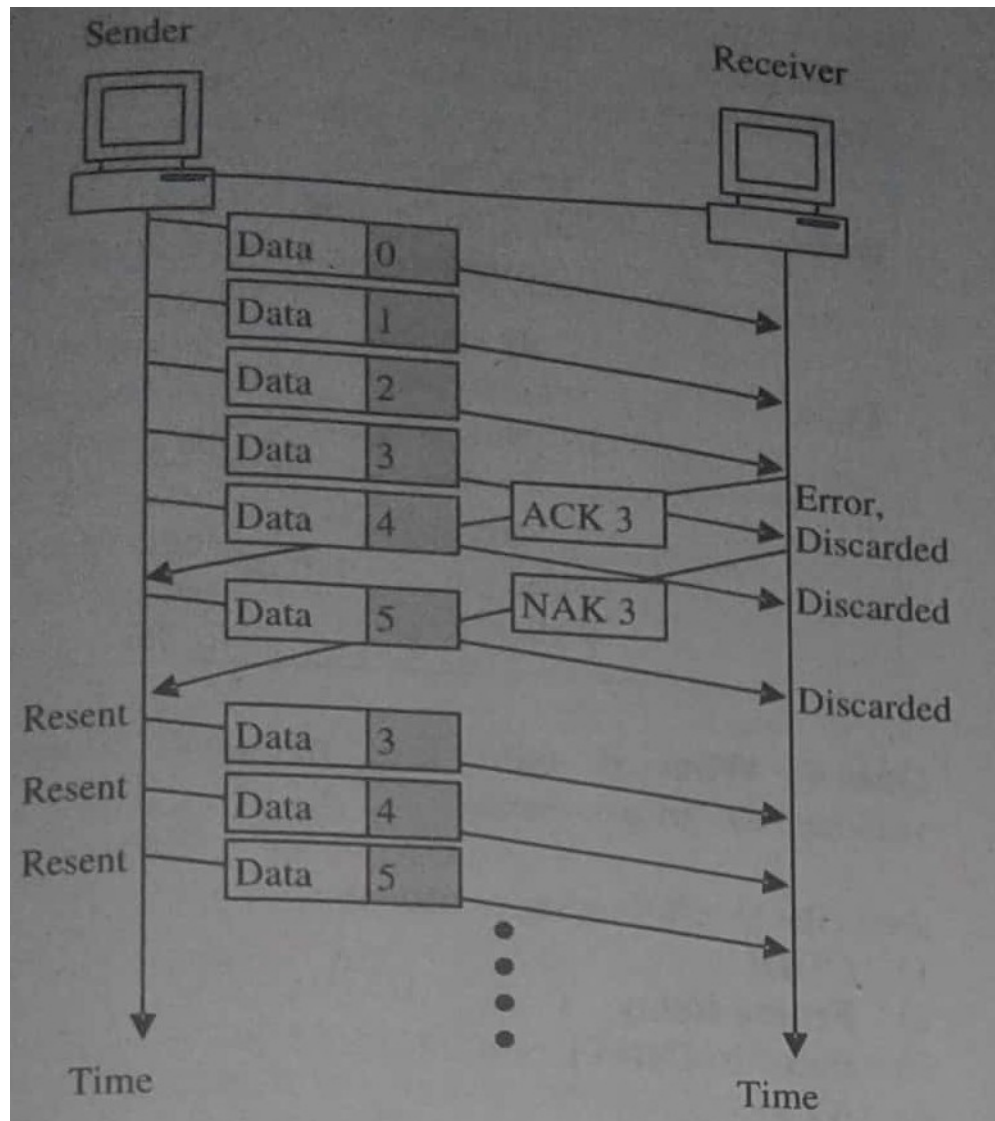 Sender
Receiver
Data 0
Data 1
Data 2
Data 3
Data 4
ACK 3
Error,
Discarded
Discarded
Data 5
NAK 3
Discarded
Resent Data 3
Resent Data 4
Resent Data 5
Time
Time